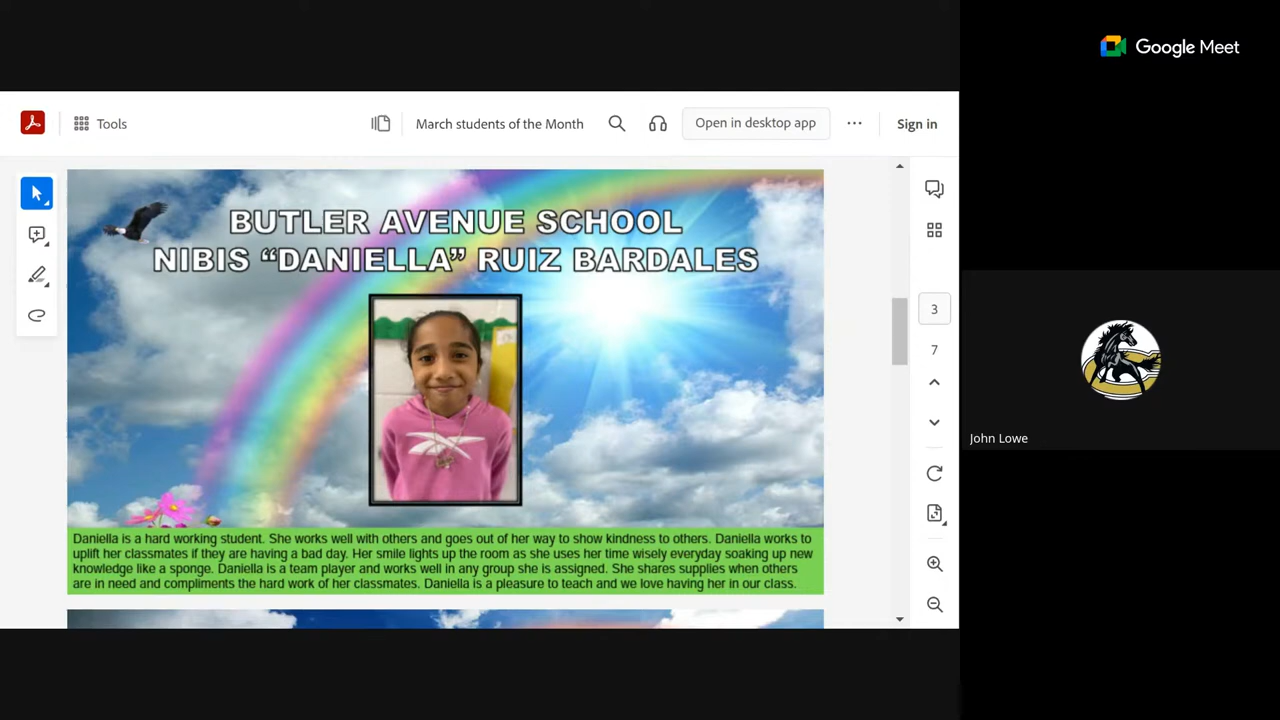 Google Meet
Tools
March students of the Month
Open in desktop app
Sign in
BUTLER AVENUE SCHOOL
NIBIS “DANIELLA” RUIZ BARDALES
3
7
Daniella is a hard working student. She works well with others and goes out of her way to show kindness to others. Daniella works to
uplift her classmates if they are having a bad day. Her smile lights up the room as she uses her time wisely everyday soaking up new
knowledge like a sponge. Daniella is a team player and works well in any group she is assigned. She shares supplies when others
are in need and compliments the hard work of her classmates. Daniella is a pleasure to teach and we love having her in our class.
John Lowe